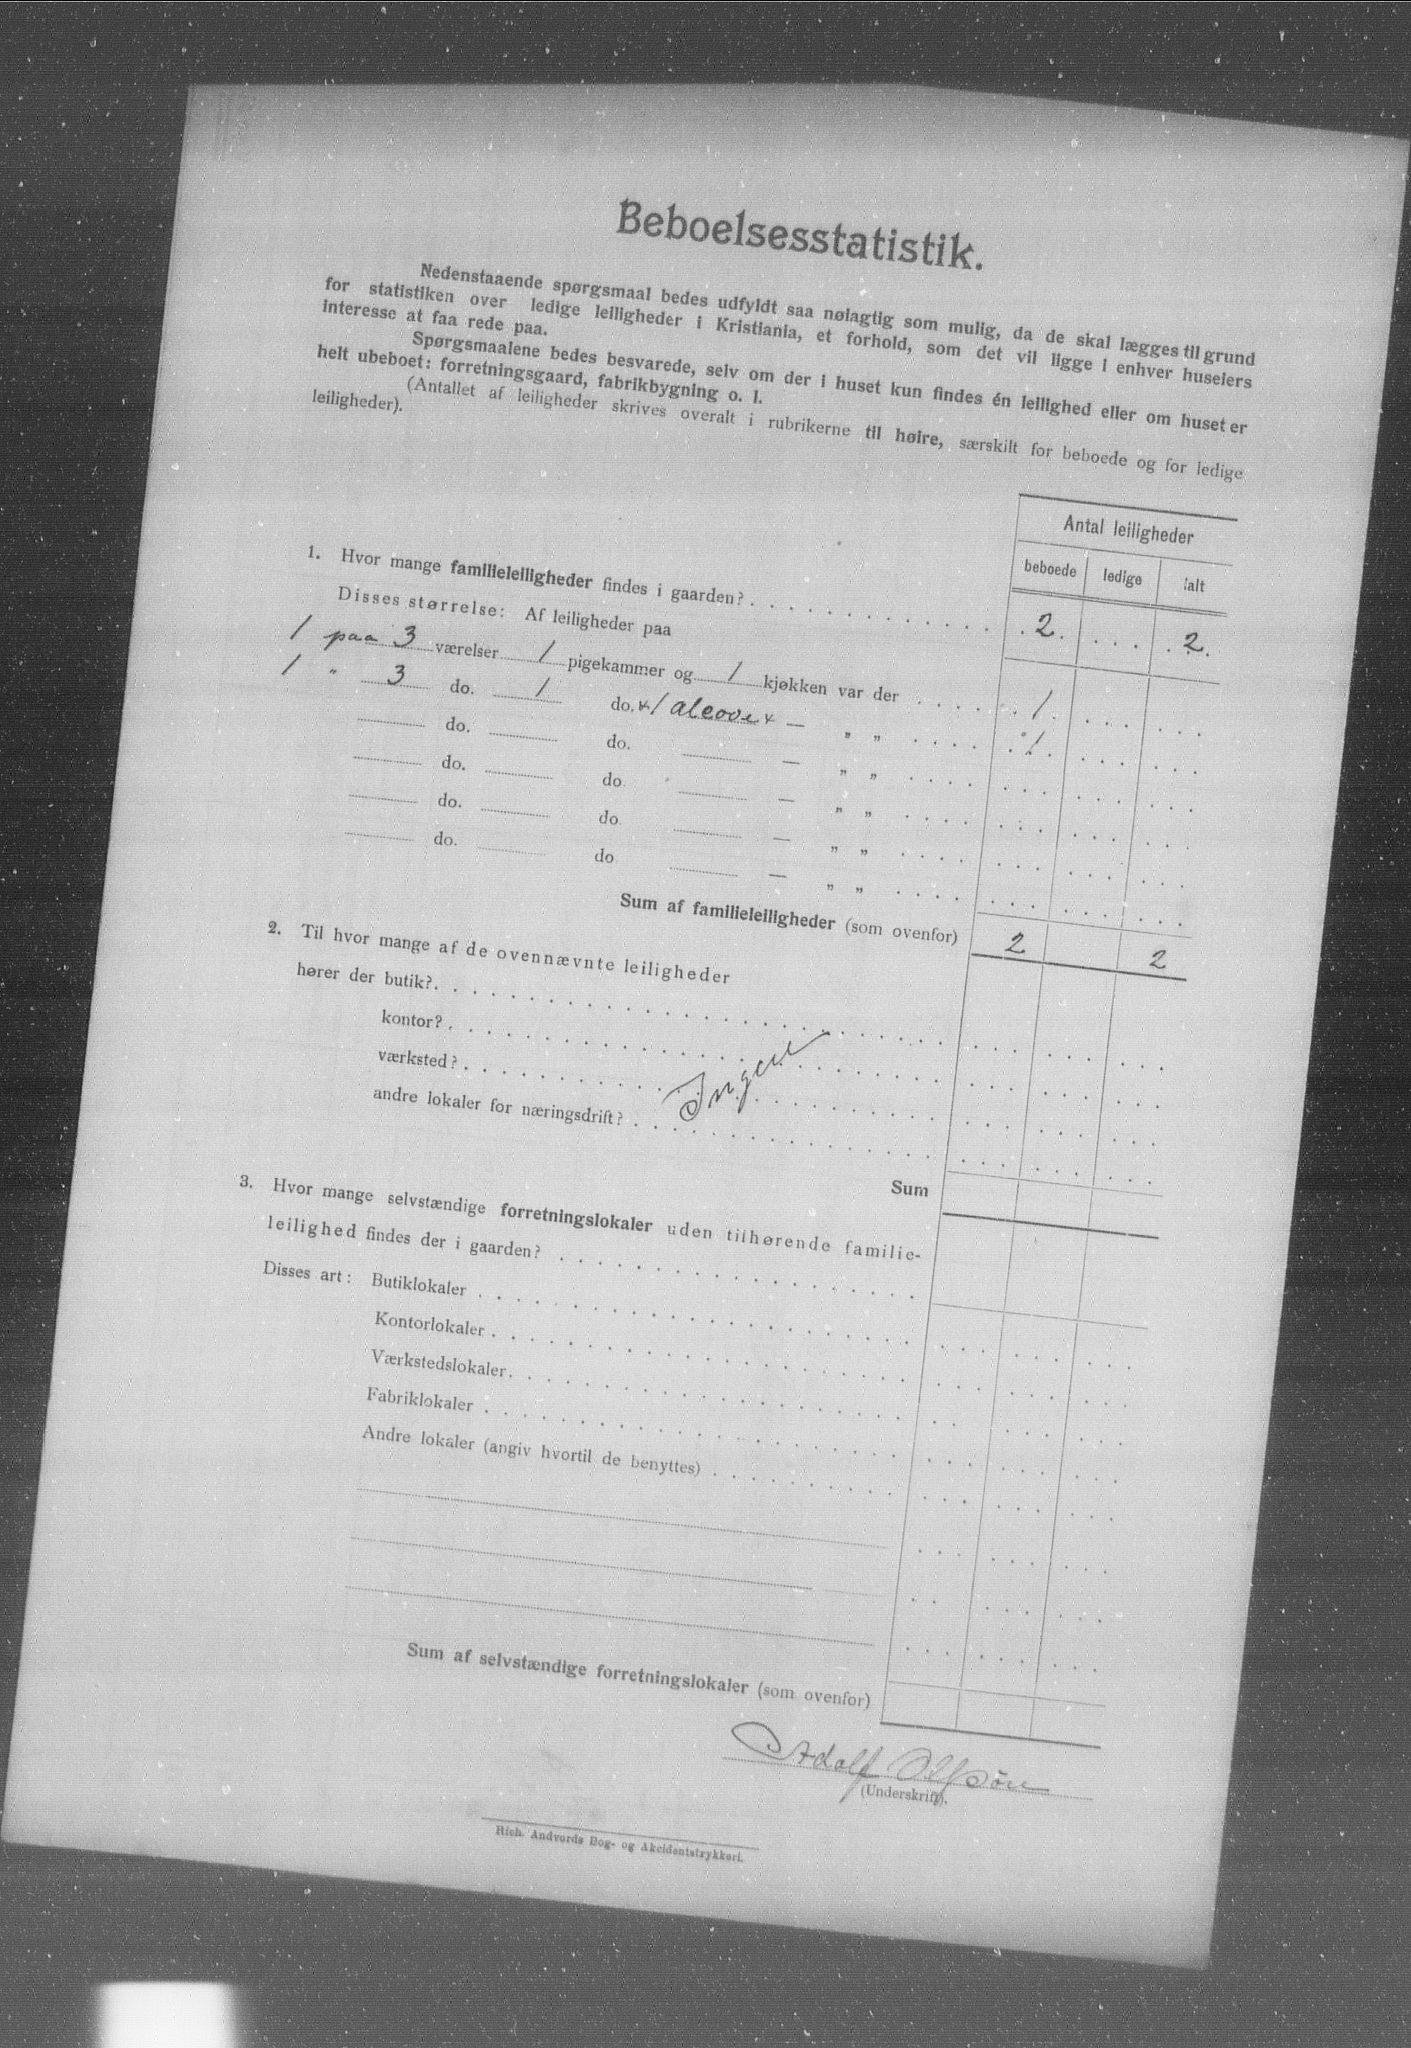 Beboelsesstatistik.
Nedenstaaende spørgsmaal bedes udfyldt saa nøiagtig som mulig, da de skal lægges til grund
for statistiken over ledige leiligheder i Kristiania, et forhold, som det vil ligge i enhver huseiers
interesse at faa rede paa.
Spørgsmaalene bedes besvarede, selv om der i huset kun findes én leilighed eller om huset er
helt ubeboet: forretningsgaard, fabrikbygning o. l.
(Antallet af leiligheder skrives overalt i rubrikerne til høire, særskilt for beboede og for ledige
leiligheder).
Antal leiligheder
beboede ledige ialt
1. Hvor mange familieleiligheder findes i gaarden? . . . 2 . . . 2.
Disses størrelse: Af leiligheder paa
1 paa 3 værelser 1 pigekammer og 1 kjøkken var der . . . 1
1 " 3 do. 1 do. × 1 alcove × — " " . . . 1
do. do. — " "
do. do. — " "
do. do. — " "
do. do. — " "
Sum af familieleiligheder (som ovenfor) 2 2
2. Til hvor mange af de ovennævnte leiligheder
hører der butik?
kontor?
værksted? Ingen
andre lokaler for næringsdrift?
Sum
3. Hvor mange selvstændige forretningslokaler uden tilhørende familie-
leilighed findes der i gaarden?
Disses art: Butiklokaler
Kontorlokaler
Værkstedslokaler
Fabriklokaler
Andre lokaler (angiv hvortil de benyttes)
Sum af selvstændige forretningslokaler (som ovenfor)
Adolf Olfsön
(Underskrift).
Rich. Andvords Bog- og Akcidentstrykkeri.